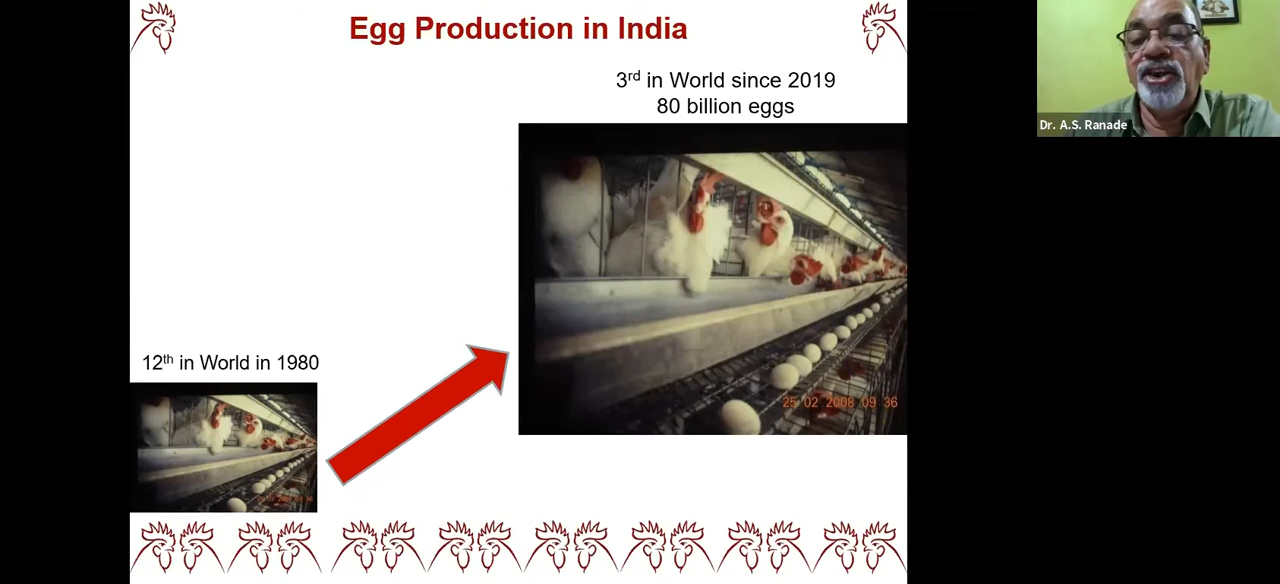 Egg Production in India
3rd in World since 2019
80 billion eggs
Dr. A.S. Ranade
25 02 2008 09 36
12th in World in 1980